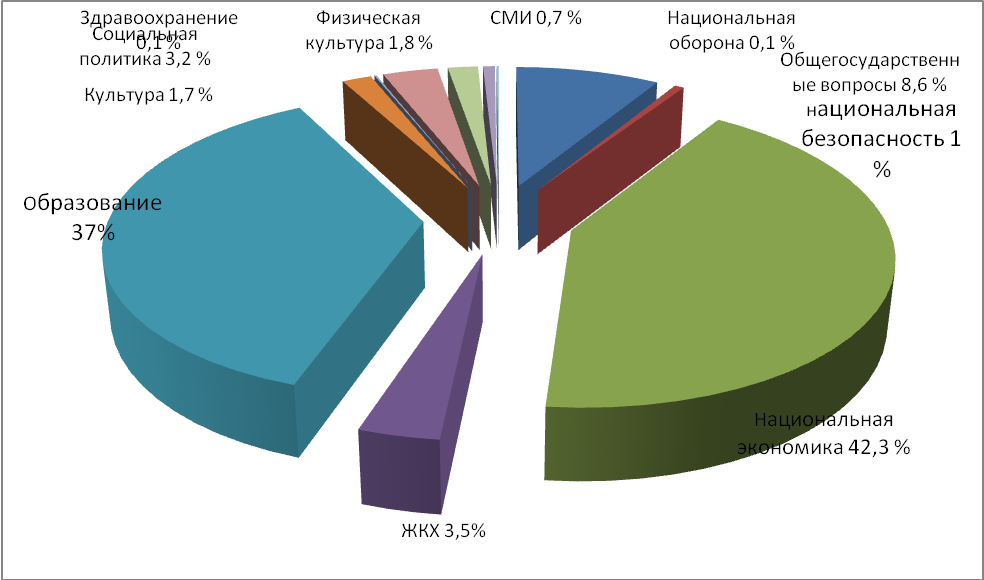 Здравоохранение
0,1 %
Социальная
политика 3,2 %
Культура 1,7 %
Физическая
культура 1,8 %
СМИ 0,7 %
Национальная
оборона 0,1 %
Общегосударственн
ые вопросы 8,6 %
национальная
безопасность 1
%
Образование
37%
Национальная
экономика 42,3 %
ЖКХ 3,5%